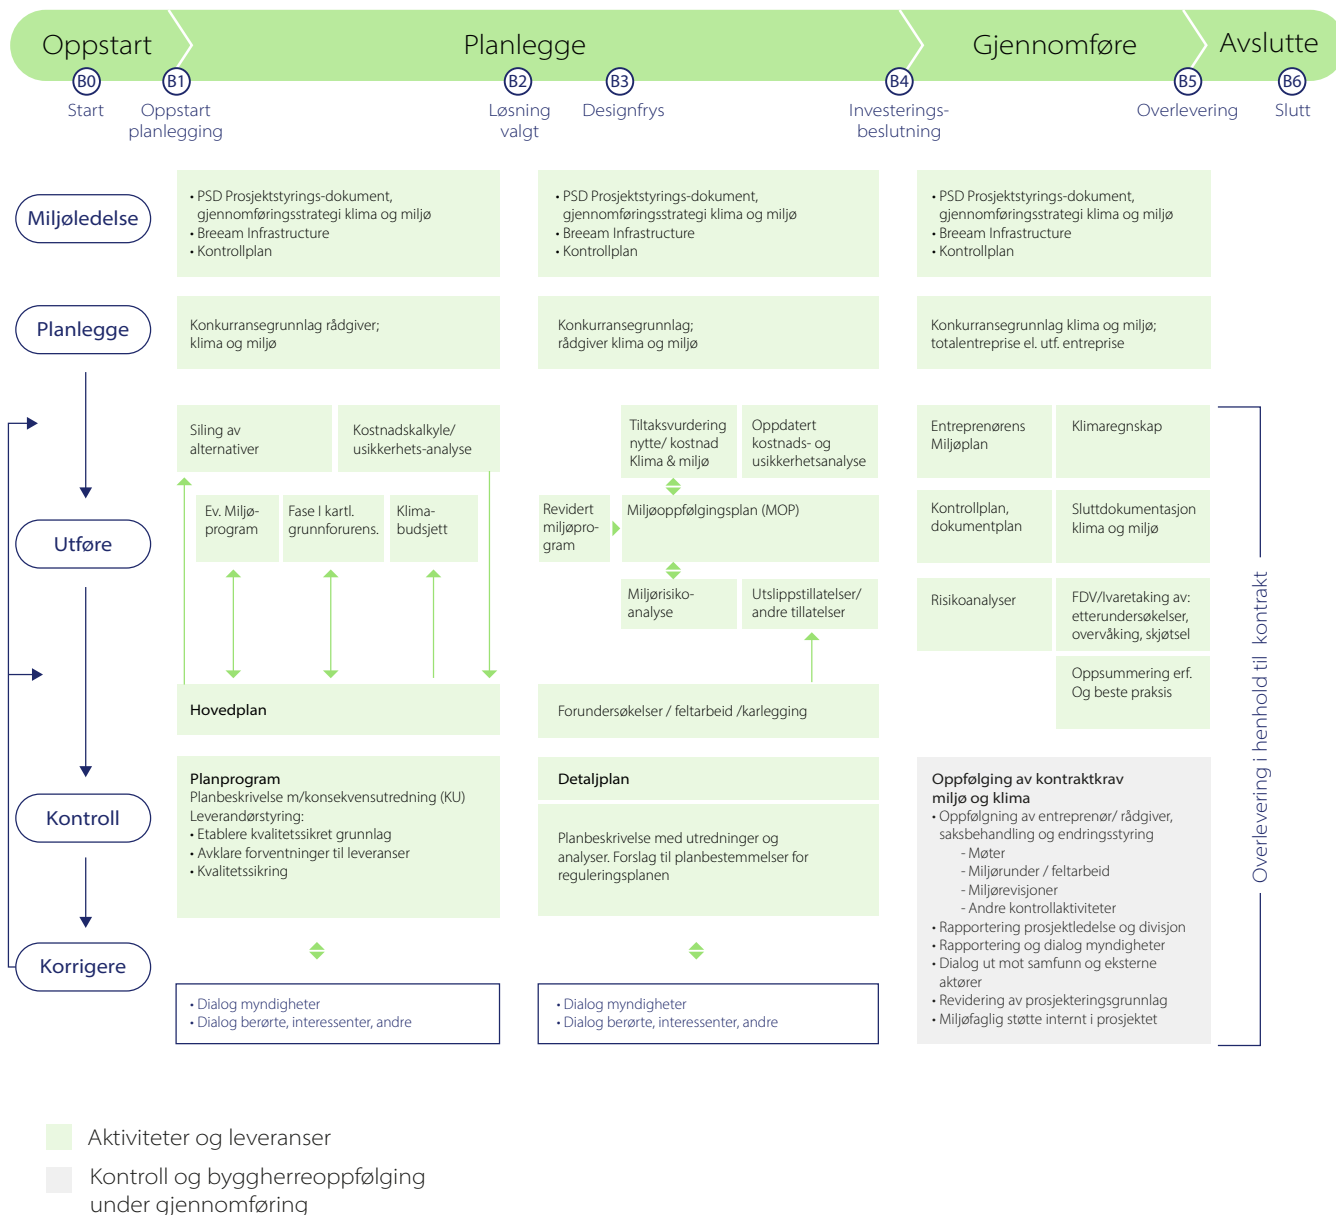 Oppstart
Planlegge
Gjennomføre
Avslutte
B0
B1
B2
B3
B4
B5
B6
Start
Oppstart
planlegging
Løsning
valgt
Designfrys
Investerings-
beslutning
Overlevering
Slutt
Miljøledelse
• PSD Prosjektstyrings-dokument,
gjennomføringsstrategi klima og miljø
• Breeam Infrastructure
• Kontrollplan
• PSD Prosjektstyrings-dokument,
gjennomføringsstrategi klima og miljø
• Breeam Infrastructure
• Kontrollplan
• PSD Prosjektstyrings-dokument,
gjennomføringsstrategi klima og miljø
• Breeam Infrastructure
• Kontrollplan
Planlegge
Konkurransegrunnlag rådgiver;
klima og miljø
Konkurransegrunnlag;
rådgiver klima og miljø
Konkurransegrunnlag klima og miljø;
totalentreprise el. utf. entreprise
Utføre
Siling av
alternativer
Kostnadskalkyle/
usikkerhets-analyse
Ev. Miljø-
program
Fase I kartl.
grunnforurens.
Klima-
budsjett
Hovedplan
Tiltaksvurdering
nytte/ kostnad
Klima & miljø
Oppdatert
kostnads- og
usikkerhetsanalyse
Revidert
miljøpro-
gram
Miljøoppfølgingsplan (MOP)
Miljørisiko-
analyse
Utslippstillatelser/
andre tillatelser
Forundersøkelser / feltarbeid /karlegging
Entreprenørens
Miljøplan
Klimaregnskap
Kontrollplan,
dokumentplan
Sluttdokumentasjon
klima og miljø
Risikoanalyser
FDV/Ivaretaking av:
etterundersøkelser,
overvåking, skjøtsel
Oppsummering erf.
Og beste praksis
Overlevering i henhold til kontrakt
Kontroll
Planprogram
Planbeskrivelse m/konsekvensutredning (KU)
Leverandørstyring:
• Etablere kvalitetssikret grunnlag
• Avklare forventninger til leveranser
• Kvalitetssikring
Detaljplan
Planbeskrivelse med utredninger og
analyser. Forslag til planbestemmelser for
reguleringsplanen
Oppfølging av kontraktkrav
miljø og klima
• Oppfølgning av entreprenør/ rådgiver,
saksbehandling og endringsstyring
- Møter
- Miljørunder / feltarbeid
- Miljørevisjoner
- Andre kontrollaktiviteter
• Rapportering prosjektledelse og divisjon
• Rapportering og dialog myndigheter
• Dialog ut mot samfunn og eksterne
aktører
• Revidering av prosjekteringsgrunnlag
• Miljøfaglig støtte internt i prosjektet
Korrigere
• Dialog myndigheter
• Dialog berørte, interessenter, andre
• Dialog myndigheter
• Dialog berørte, interessenter, andre
Aktiviteter og leveranser
Kontroll og byggherreoppfølging
under gjennomføring